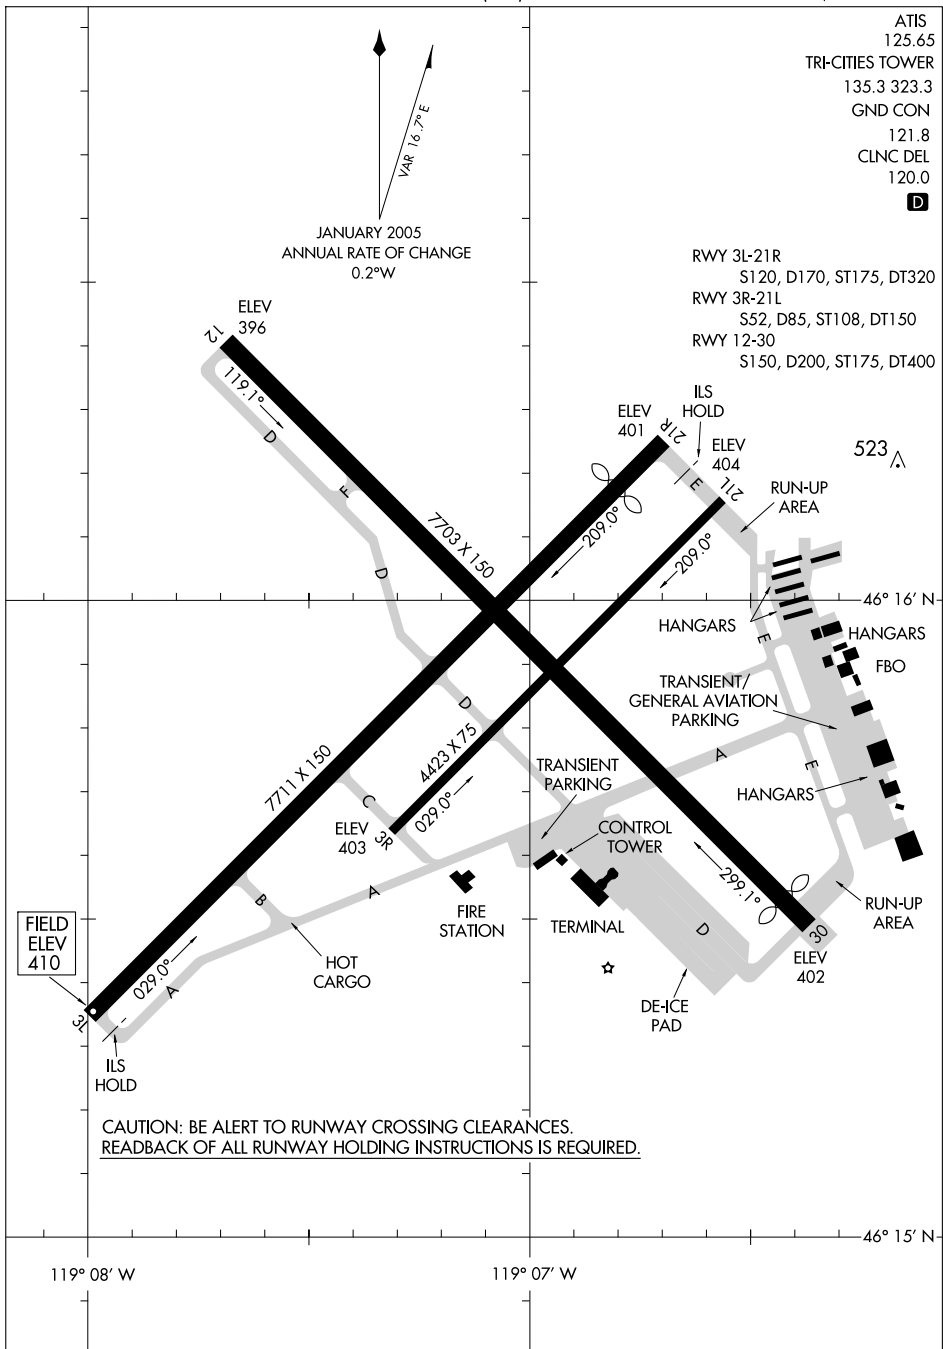 ATIS
125.65
TRI-CITIES TOWER
135.3 323.3
GND CON
121.8
CLNC DEL
120.0
D
VAR 16.7° E
JANUARY 2005
ANNUAL RATE OF CHANGE
0.2°W
RWY 3L-21R
S120, D170, ST175, DT320
RWY 3R-21L
S52, D85, ST108, DT150
RWY 12-30
S150, D200, ST175, DT400
ELEV
396
12
119.1°
D
F
7703 X 150
D
ELEV
401
21R
ILS
HOLD
ELEV
404
E
21L
523
RUN-UP
AREA
209.0°
209.0°
46° 16' N
HANGARS
E
HANGARS
FBO
TRANSIENT/
GENERAL AVIATION
PARKING
D
A
E
7711 X 150
4423 X 75
TRANSIENT
PARKING
HANGARS
C
029.0°
ELEV
403
3R
CONTROL
TOWER
299.1°
A
B
FIRE
STATION
TERMINAL
D
RUN-UP
AREA
30
ELEV
402
FIELD
ELEV
410
029.0°
A
HOT
CARGO
DE-ICE
PAD
3L
ILS
HOLD
CAUTION: BE ALERT TO RUNWAY CROSSING CLEARANCES.
READBACK OF ALL RUNWAY HOLDING INSTRUCTIONS IS REQUIRED.
46° 15' N
119° 08' W
119° 07' W